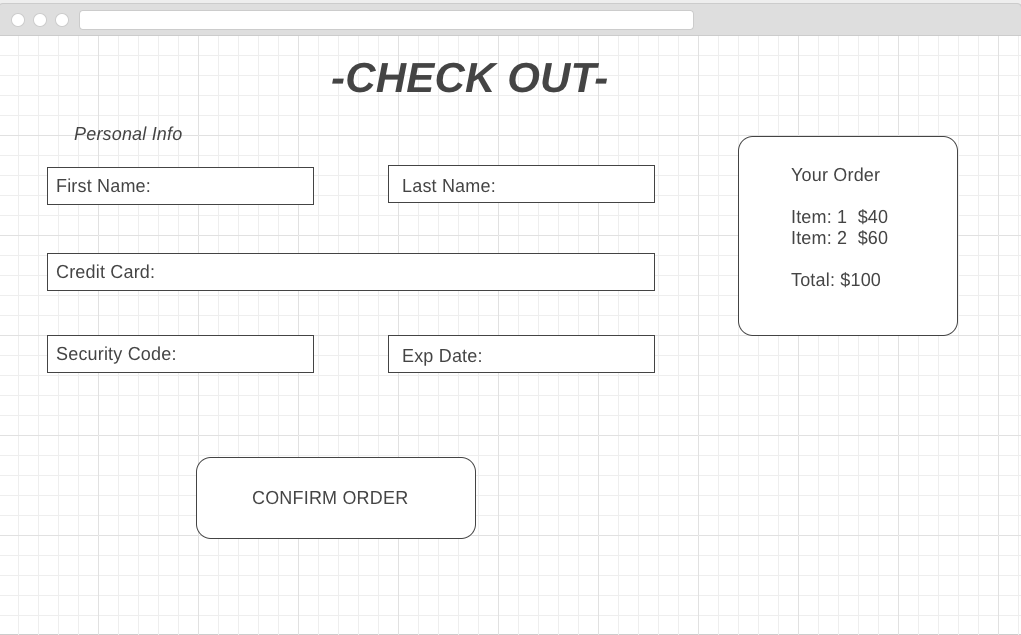 -CHECK OUT-
Personal Info
First Name:
Last Name:
Credit Card:
Security Code:
Exp Date:
CONFIRM ORDER
Your Order
Item: 1  $40
Item: 2  $60
Total: $100